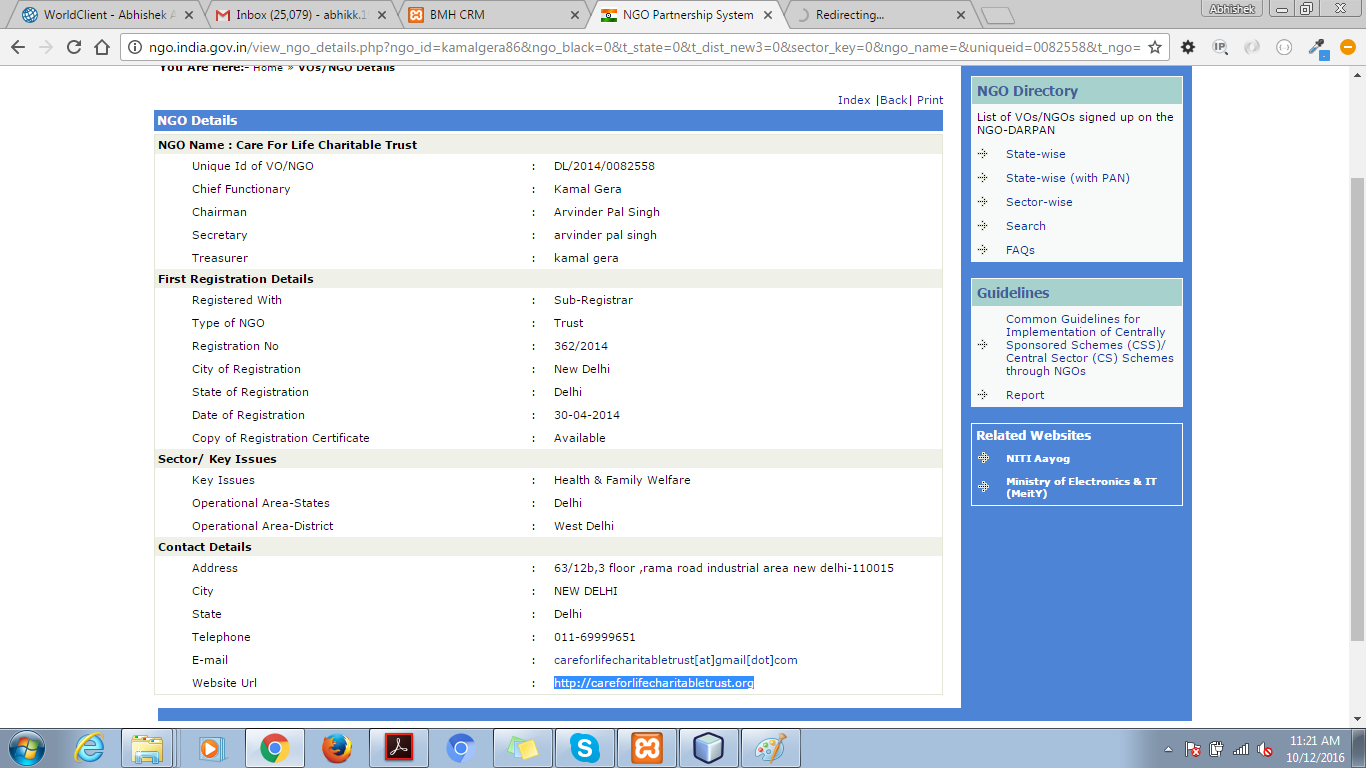 WorldClient - Abhishek A
Inbox (25,079) - abhikk.1
BMH CRM
NGO Partnership System
Redirecting...
Abhishek
ngo.india.gov.in/view_ngo_details.php?ngo_id=kamalgera86&ngo_black=0&t_state=0&t_dist_new3=0&sector_key=0&ngo_name=&uniqueid=0082558&t_ngo=
You Are Here:- Home » VOs/NGO Details
Index |Back| Print
NGO Details
NGO Name : Care For Life Charitable Trust
Unique Id of VO/NGO : DL/2014/0082558
Chief Functionary : Kamal Gera
Chairman : Arvinder Pal Singh
Secretary : arvinder pal singh
Treasurer : kamal gera
First Registration Details
Registered With : Sub-Registrar
Type of NGO : Trust
Registration No : 362/2014
City of Registration : New Delhi
State of Registration : Delhi
Date of Registration : 30-04-2014
Copy of Registration Certificate : Available
Sector/ Key Issues
Key Issues : Health & Family Welfare
Operational Area-States : Delhi
Operational Area-District : West Delhi
Contact Details
Address : 63/12b,3 floor ,rama road industrial area new delhi-110015
City : NEW DELHI
State : Delhi
Telephone : 011-69999651
E-mail : careforlifecharitabletrust[at]gmail[dot]com
Website Url : http://careforlifecharitabletrust.org
NGO Directory
List of VOs/NGOs signed up on the
NGO-DARPAN
State-wise
State-wise (with PAN)
Sector-wise
Search
FAQs
Guidelines
Common Guidelines for
Implementation of Centrally
Sponsored Schemes (CSS)/
Central Sector (CS) Schemes
through NGOs
Report
Related Websites
NITI Aayog
Ministry of Electronics & IT
(MeitY)
11:21 AM
10/12/2016